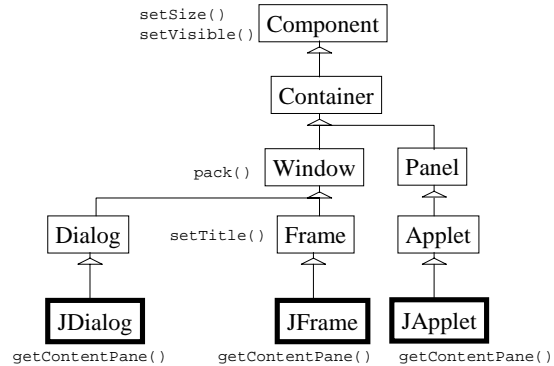 setSize()
setVisible()
Component
Container
pack()
Window
Panel
Dialog
setTitle()
Frame
Applet
JDialog
JFrame
JApplet
getContentPane()
getContentPane()
getContentPane()